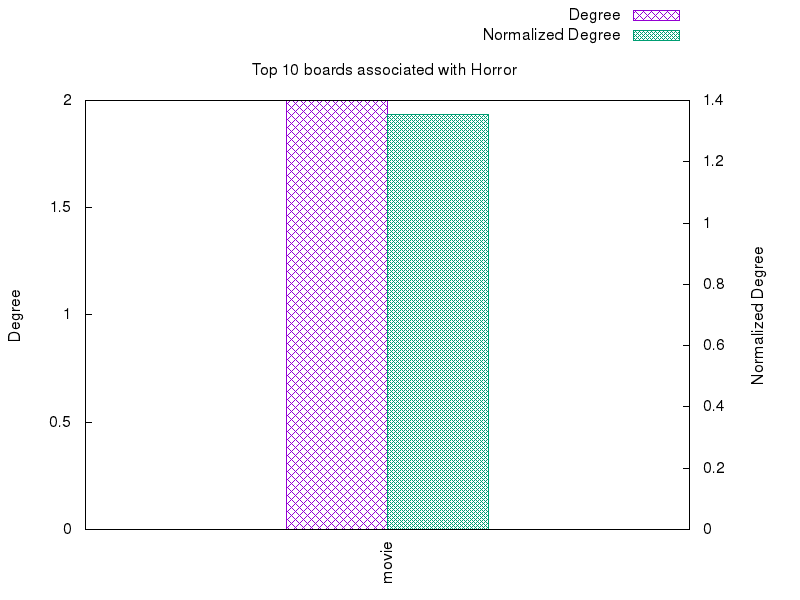 Degree
Normalized Degree
Top 10 boards associated with Horror
2
1.5
1
0.5
0
Degree
1.4
1.2
1
0.8
0.6
0.4
0.2
0
Normalized Degree
movie